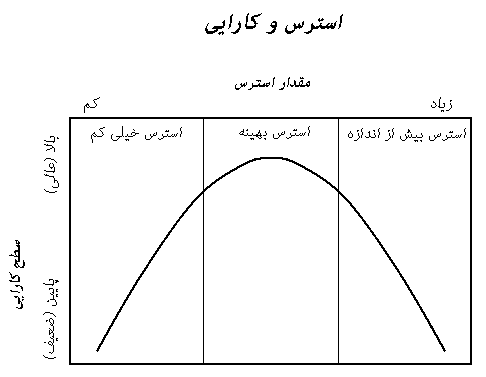 استرس و کارایی
مقدار استرس
زیاد
کم
استرس بیش از اندازه
استرس بهینه
استرس خیلی کم
بالا (عالی)
سطح کارایی
پایین (ضعیف)